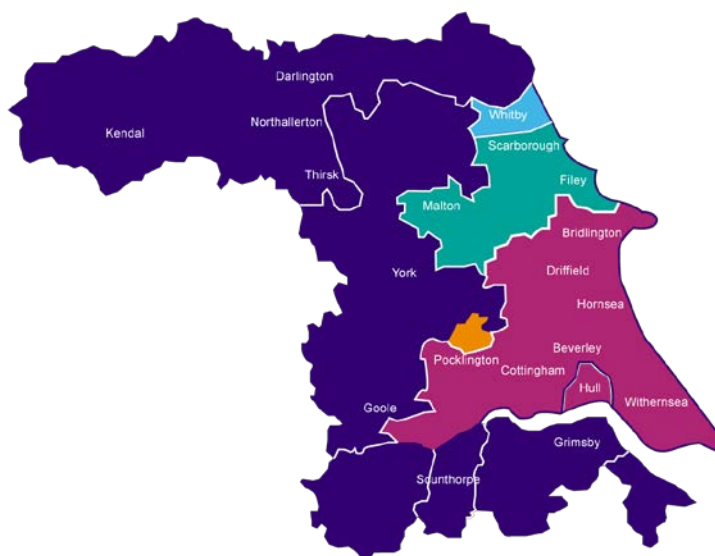 Darlington
Whitby
Northallerton
Kendal
Scarborough
Thirsk
Filey
Malton
Bridlington
York
Driffield
Hornsea
Beverley
Pocklington
Cottingham
Hull
Withernsea
Goole
Grimsby
Scunthorpe